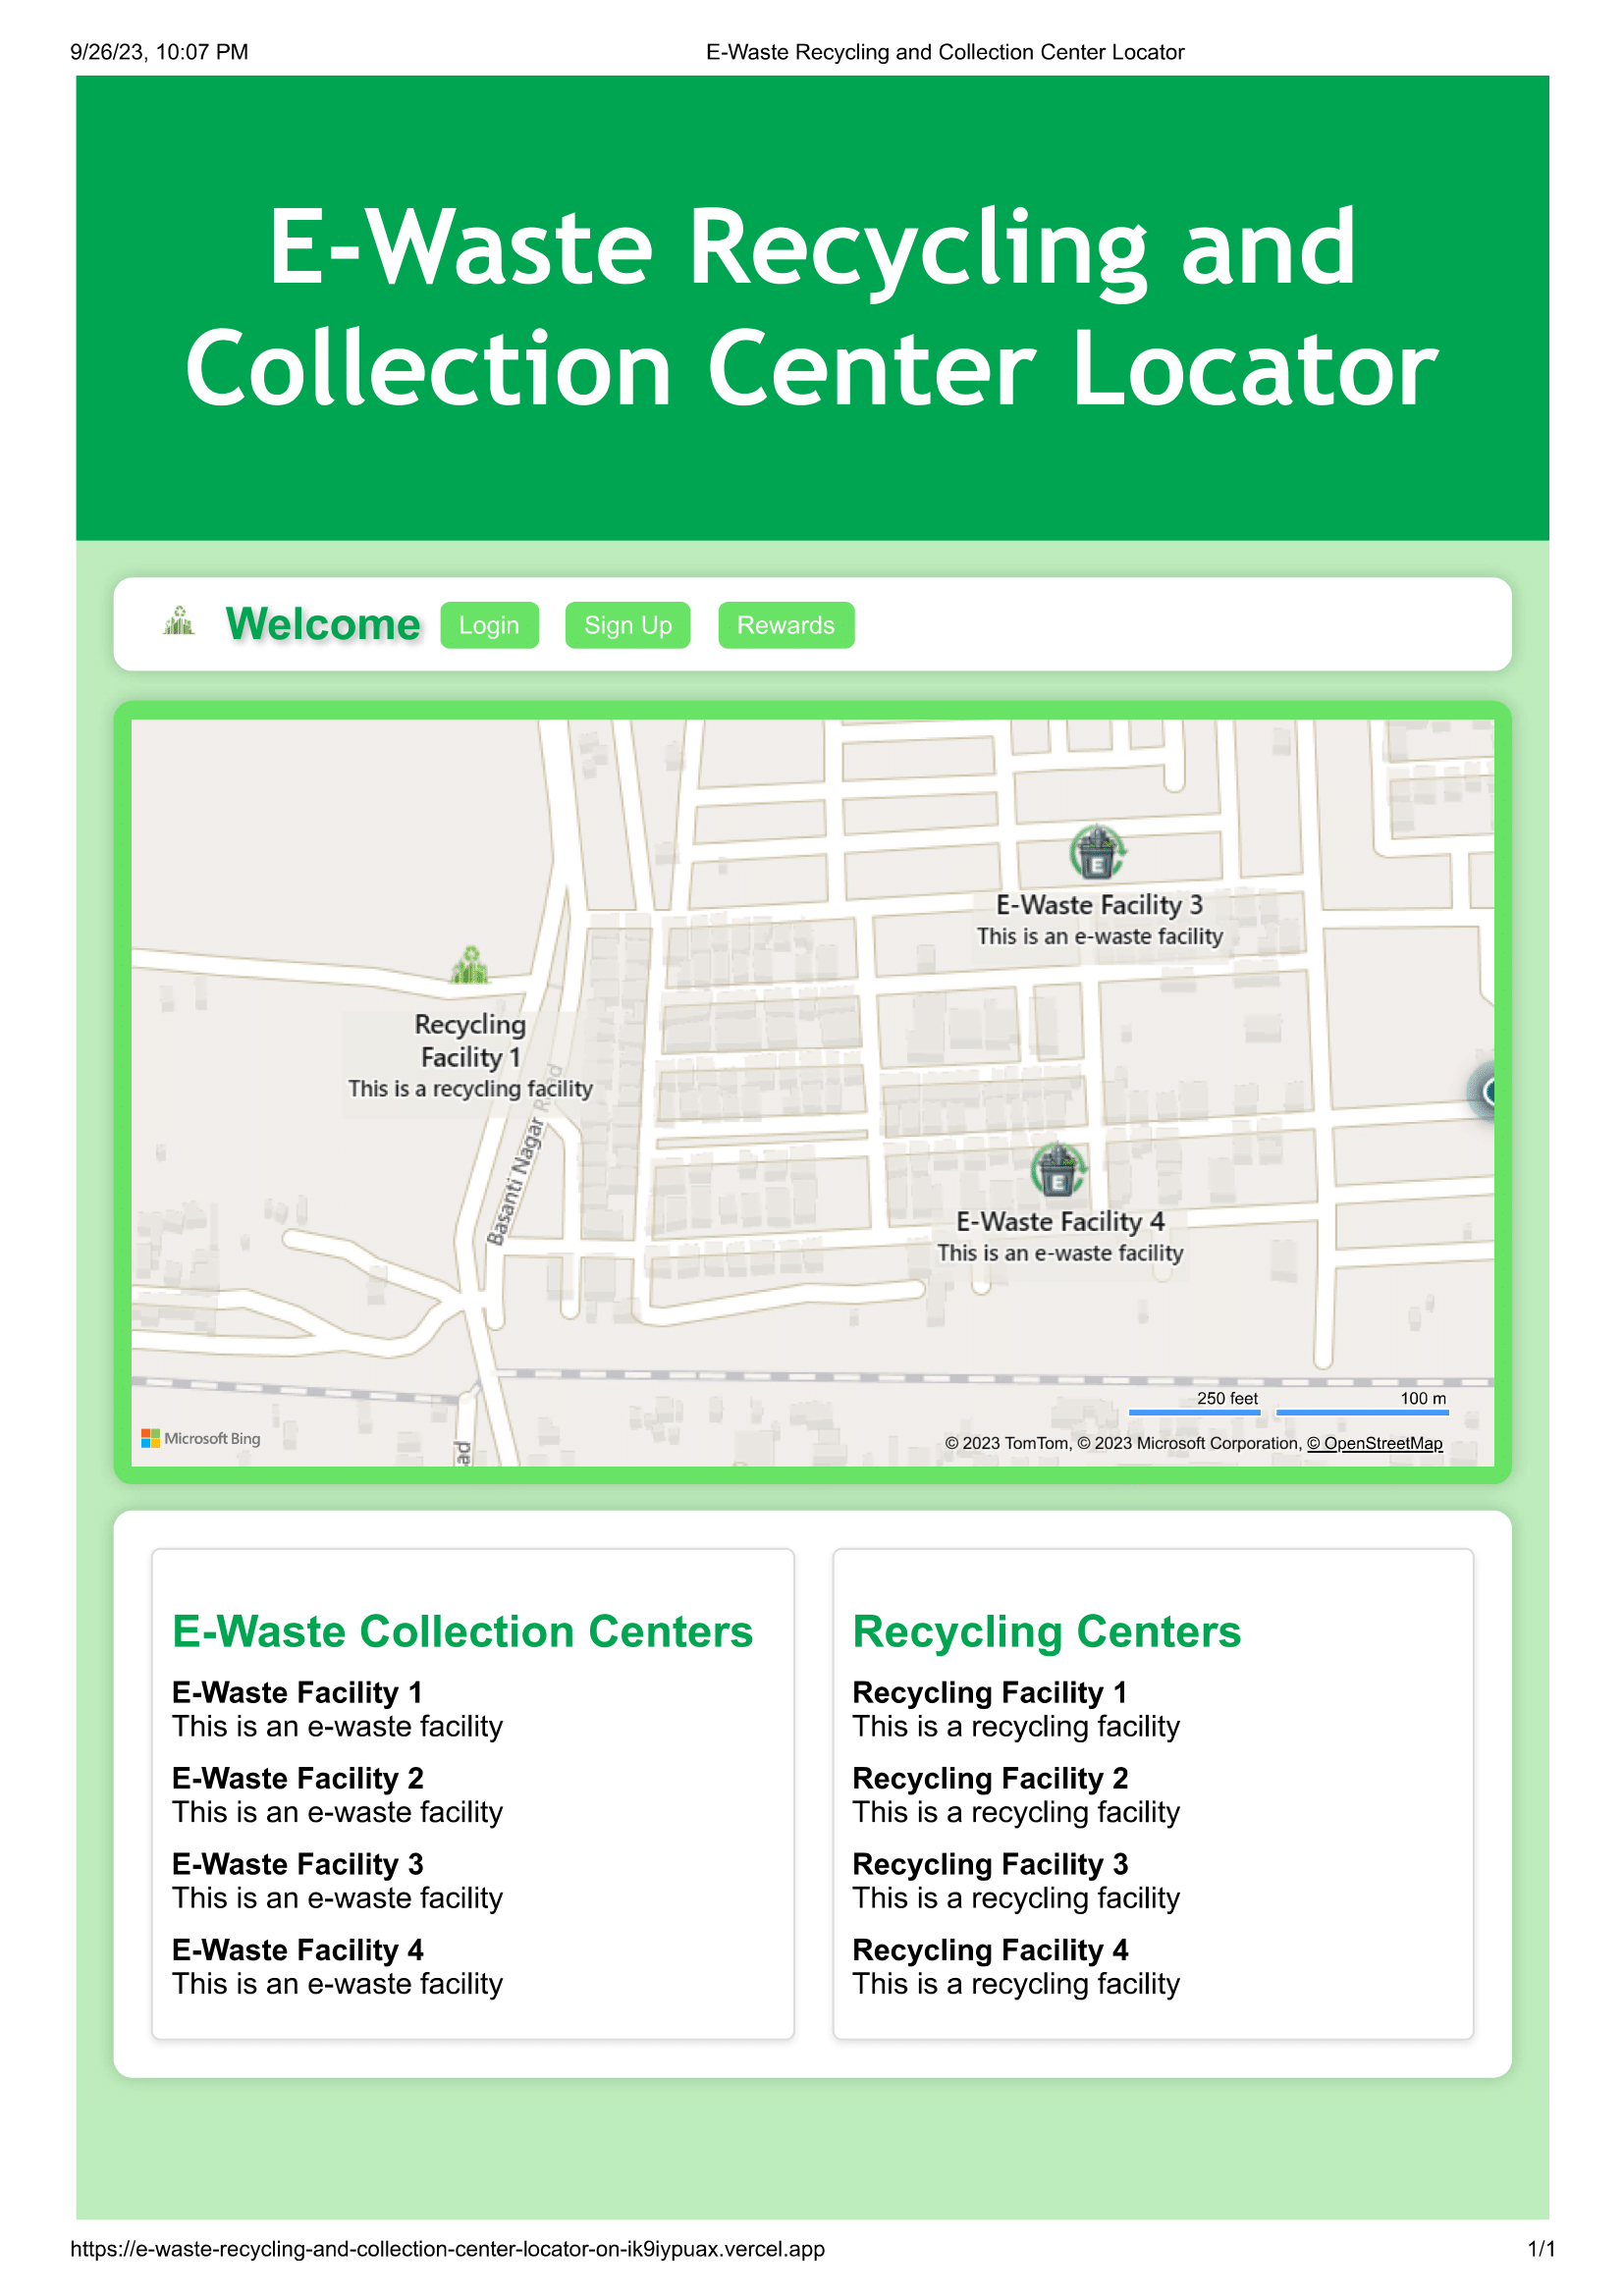 9/26/23, 10:07 PM
E-Waste Recycling and Collection Center Locator
E-Waste Recycling and
Collection Center Locator
Welcome
Login
Sign Up
Rewards
E-Waste Facility 3
This is an e-waste facility
Recycling
Facility 1
This is a recycling facility
Basanti Nagar Road
E-Waste Facility 4
This is an e-waste facility
250 feet
100 m
Microsoft Bing
© 2023 TomTom, © 2023 Microsoft Corporation, © OpenStreetMap
E-Waste Collection Centers
E-Waste Facility 1
This is an e-waste facility
E-Waste Facility 2
This is an e-waste facility
E-Waste Facility 3
This is an e-waste facility
E-Waste Facility 4
This is an e-waste facility
Recycling Centers
Recycling Facility 1
This is a recycling facility
Recycling Facility 2
This is a recycling facility
Recycling Facility 3
This is a recycling facility
Recycling Facility 4
This is a recycling facility
https://e-waste-recycling-and-collection-center-locator-on-ik9iypuax.vercel.app
1/1